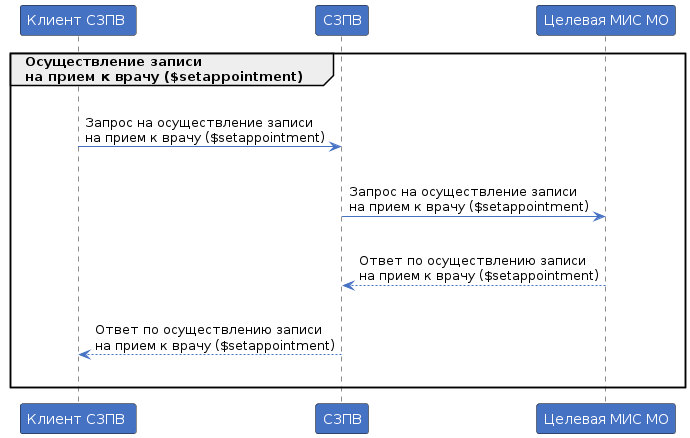 Клиент СЗПВ
СЗПВ
Целевая МИС МО
Осуществление записи
на прием к врачу ($setappointment)
Запрос на осуществление записи
на прием к врачу ($setappointment)
Запрос на осуществление записи
на прием к врачу ($setappointment)
Ответ по осуществлению записи
на прием к врачу ($setappointment)
Ответ по осуществлению записи
на прием к врачу ($setappointment)
Клиент СЗПВ
СЗПВ
Целевая МИС МО